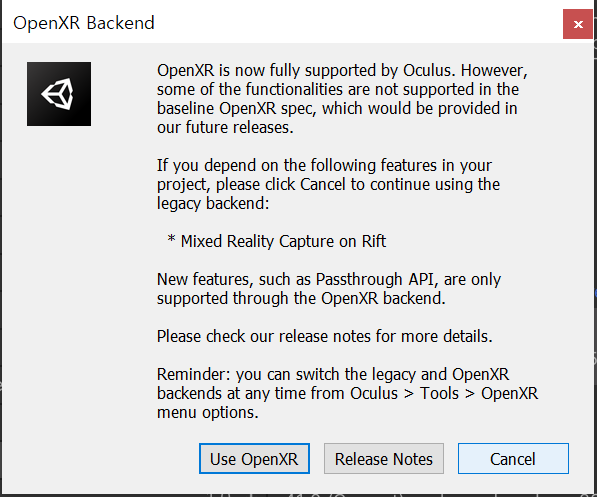 OpenXR Backend
OpenXR is now fully supported by Oculus. However,
some of the functionalities are not supported in the
baseline OpenXR spec, which would be provided in
our future releases.
If you depend on the following features in your
project, please click Cancel to continue using the
legacy backend:
* Mixed Reality Capture on Rift
New features, such as Passthrough API, are only
supported through the OpenXR backend.
Please check our release notes for more details.
Reminder: you can switch the legacy and OpenXR
backends at any time from Oculus > Tools > OpenXR
menu options.
Use OpenXR
Release Notes
Cancel